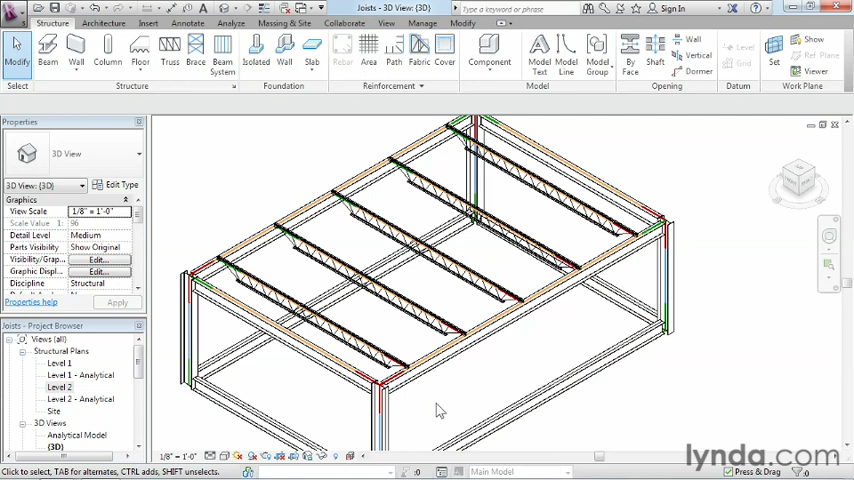 Joists - 3D View: {3D}
Type a keyword or phrase
Sign In
Structure Architecture Insert Annotate Analyze Massing & Site Collaborate View Manage Modify
Modify Beam Wall Column Floor Truss Brace Beam System Isolated Wall Slab Rebar Area Path Fabric Cover Component Model Text Model Line Model Group By Face Shaft Wall Vertical Dormer Level Grid Set Show Ref Plane Viewer
Select Structure Foundation Reinforcement Model Opening Datum Work Plane
Properties
3D View
3D View: {3D} Edit Type
Graphics
View Scale 1/8" = 1'-0"
Scale Value 1: 96
Detail Level Medium
Parts Visibility Show Original
Visibility/Grap... Edit...
Graphic Displ... Edit...
Discipline Structural
Properties help Apply
Joists - Project Browser
Views (all)
Structural Plans
Level 1
Level 1 - Analytical
Level 2
Level 2 - Analytical
Site
3D Views
Analytical Model
{3D}
1/8" = 1'-0"
Click to select, TAB for alternates, CTRL adds, SHIFT unselects.
:0
Main Model
Press & Drag
:0
lynda.com